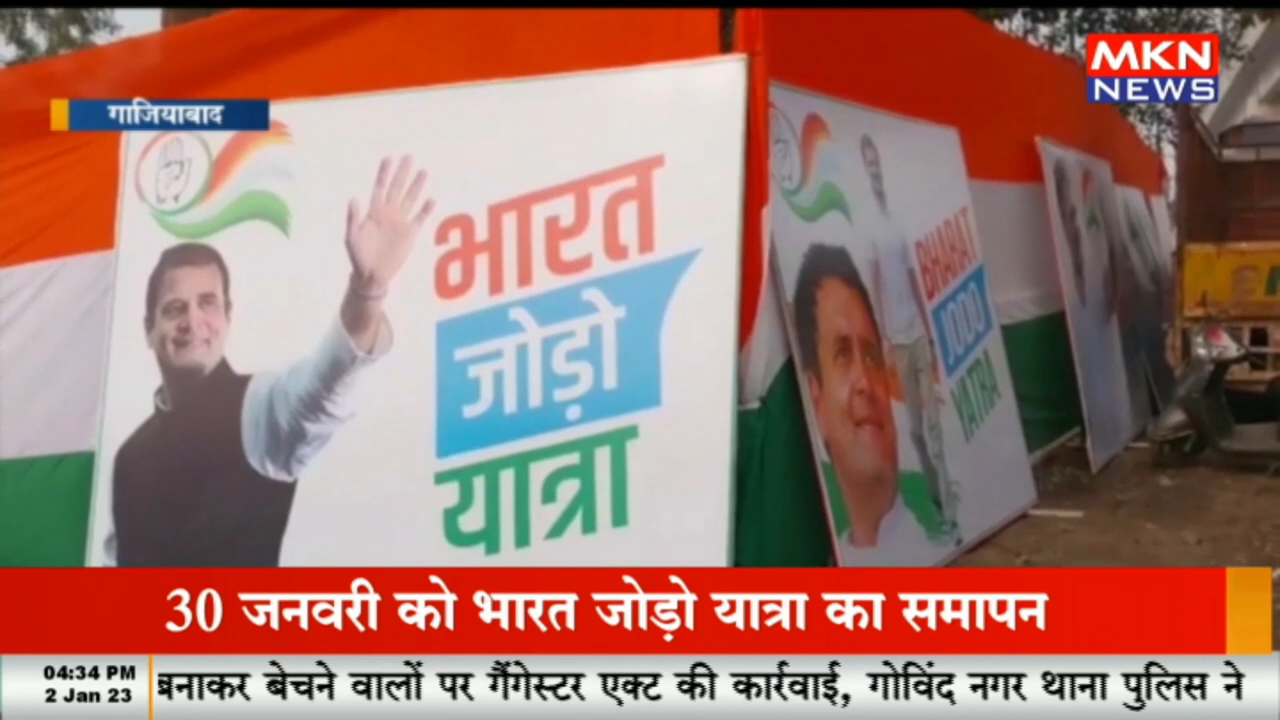 MKN
NEWS
गाजियाबाद
भारत
जोड़ो
यात्रा
BHARAT
JODO
YATRA
30 जनवरी को भारत जोड़ो यात्रा का समापन
04:34 PM
2 Jan 23
बनाकर बेचने वालों पर गैंगेस्टर एक्ट की कार्रवाई, गोविंद नगर थाना पुलिस ने